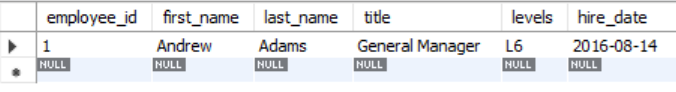 employee_id first_name last_name title levels hire_date
1 Andrew Adams General Manager L6 2016-08-14
NULL NULL NULL NULL NULL NULL